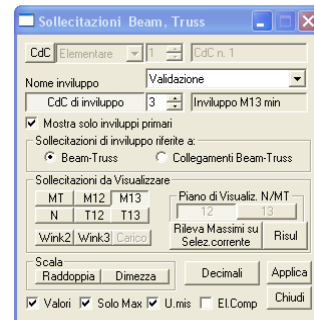 Sollecitazioni Beam, Truss
CdC Elementare 1 CdC n. 1
Nome inviluppo Validazione
CdC di inviluppo 3 Inviluppo M13 min
Mostra solo inviluppi primari
Sollecitazioni di inviluppo riferite a:
Beam-Truss Collegamenti Beam-Truss
Sollecitazioni da Visualizzare
MT M12 M13 Piano di Visualiz. N/MT
N T12 T13 12 13
Wink2 Wink3 Carico Rileva Massimi su Selez.corrente Risul
Scala
Raddoppia Dimezza Decimali Applica
Valori Solo Max U.mis El.Comp Chiudi